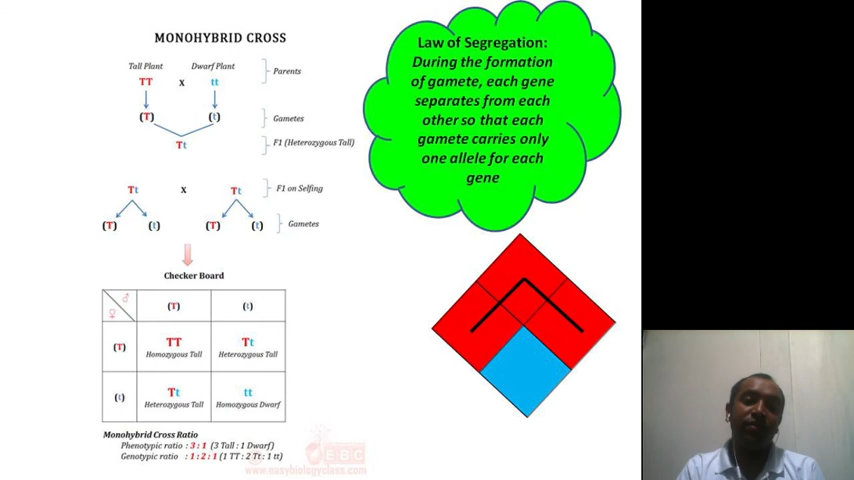 MONOHYBRID CROSS
Tall Plant Dwarf Plant
TT x tt Parents
(T) (t) Gametes
Tt F1 (Heterozygous Tall)
Tt x Tt F1 on Selfing
(T) (t) (T) (t) Gametes
Checker Board
♂ ♀ (T) (t)
(T) TT Tt
Homozygous Tall Heterozygous Tall
(t) Tt tt
Heterozygous Tall Homozygous Dwarf
Monohybrid Cross Ratio
Phenotypic ratio : 3 : 1 (3 Tall : 1 Dwarf)
Genotypic ratio : 1 : 2 : 1 (1 TT : 2 Tt : 1 tt)
EBC
www.easybiologyclass.com
Law of Segregation:
During the formation
of gamete, each gene
separates from each
other so that each
gamete carries only
one allele for each
gene